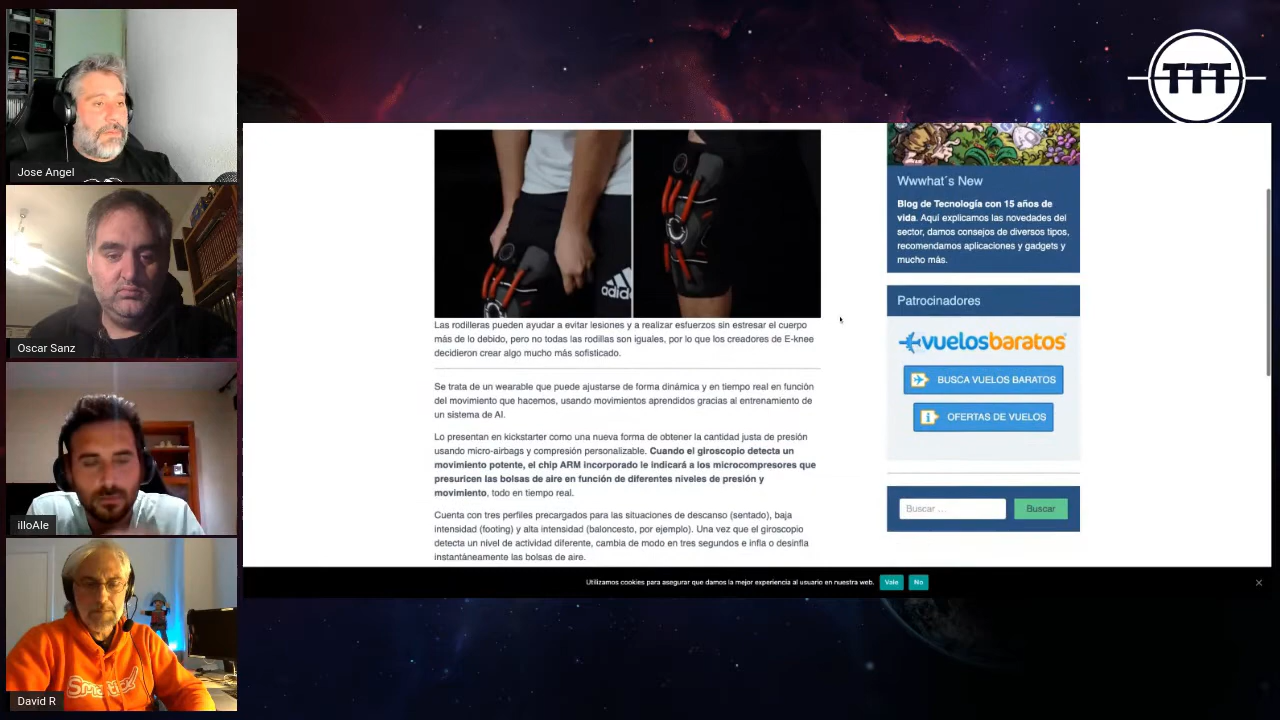 Jose Angel
Oscar Sanz
illoAle
David R
TTT
adidas
Las rodilleras pueden ayudar a evitar lesiones y a realizar esfuerzos sin estresar el cuerpo
más de lo debido, pero no todas las rodillas son iguales, por lo que los creadores de E-knee
decidieron crear algo mucho más sofisticado.
Se trata de un wearable que puede ajustarse de forma dinámica y en tiempo real en función
del movimiento que hacemos, usando movimientos aprendidos gracias al entrenamiento de
un sistema de AI.
Lo presentan en kickstarter como una nueva forma de obtener la cantidad justa de presión
usando micro-airbags y compresión personalizable. Cuando el giroscopio detecta un
movimiento potente, el chip ARM incorporado le indicará a los microcompresores que
presuricen las bolsas de aire en función de diferentes niveles de presión y
movimiento, todo en tiempo real.
Cuenta con tres perfiles precargados para las situaciones de descanso (sentado), baja
intensidad (footing) y alta intensidad (baloncesto, por ejemplo). Una vez que el giroscopio
detecta un nivel de actividad diferente, cambia de modo en tres segundos e infla o desinfla
instantáneamente las bolsas de aire.
Wwwhat´s New
Blog de Tecnología con 15 años de
vida. Aquí explicamos las novedades del
sector, damos consejos de diversos tipos,
recomendamos aplicaciones y gadgets y
mucho más.
Patrocinadores
vuelosbaratos
BUSCA VUELOS BARATOS
OFERTAS DE VUELOS
Buscar ...
Buscar
Utilizamos cookies para asegurar que damos la mejor experiencia al usuario en nuestra web.
Vale
No